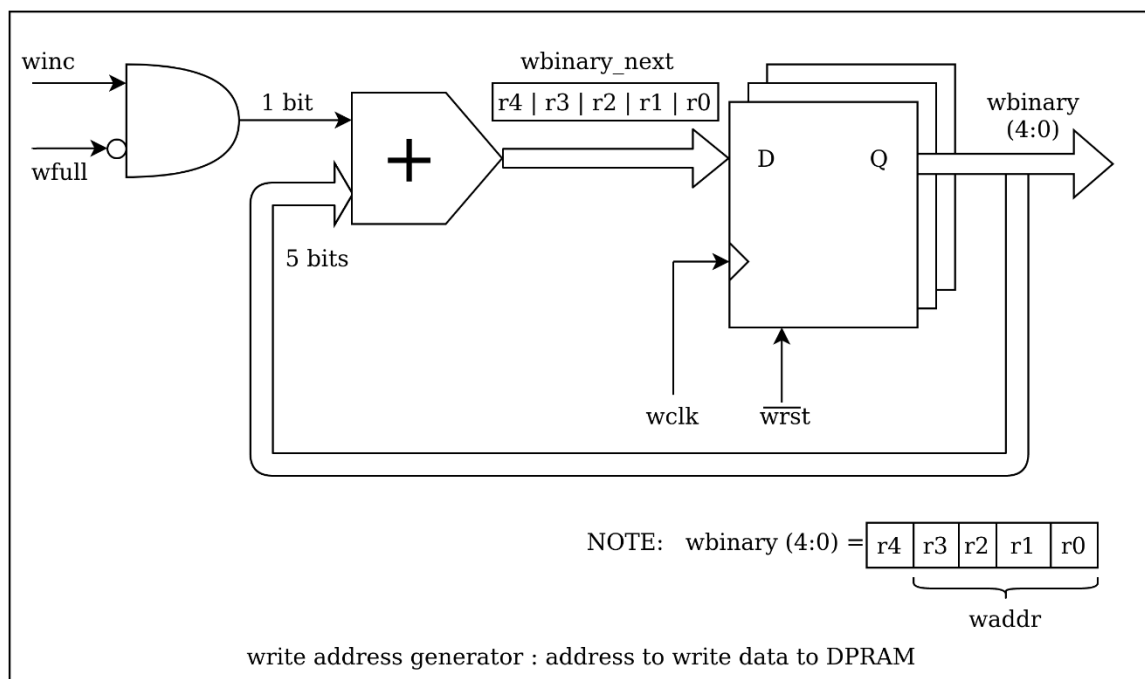 winc
wfull
1 bit
5 bits
+
wbinary_next
r4 | r3 | r2 | r1 | r0
D
Q
wbinary
(4:0)
wclk
w̅r̅s̅t̅
NOTE: wbinary (4:0) = r4 r3 r2 r1 r0
waddr
write address generator : address to write data to DPRAM